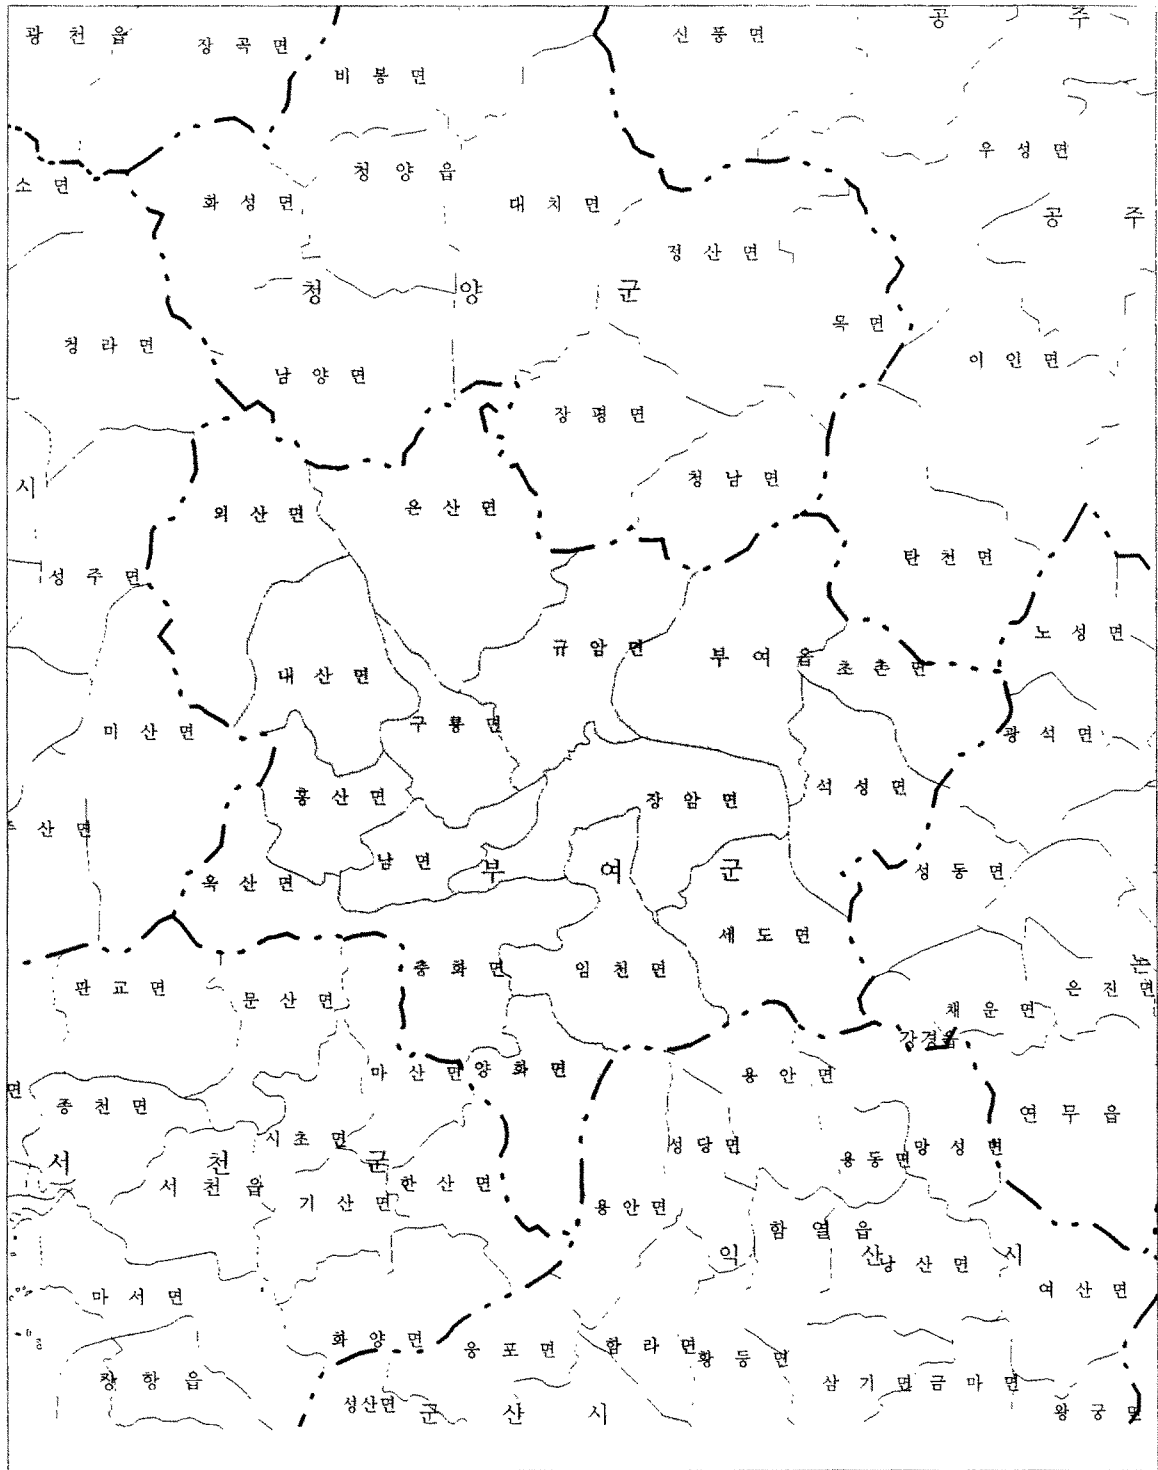 광천읍
장곡면
비봉면
신풍면
공주
우성면
청양읍
소면
화성면
대치면
공주
정산면
청양군
목면
청라면
이인면
남양면
장평면
청남면
시
외산면
은산면
탄천면
성주면
노성면
규암면
부여읍
초촌면
내산면
구룡면
미산면
광석면
석성면
홍산면
장암면
주산면
남면
부여군
성동면
옥산면
세도면
충화면
임천면
논
판교면
문산면
은진면
채운면
강경읍
마산면
양화면
용안면
면
종천면
연무읍
시초면
성당면
망성면
용동면
서천군
서천읍
한산면
기산면
용안면
함열읍
익산시
낭산면
여산면
마서면
화양면
웅포면
함라면
황등면
장항읍
삼기면
금마면
성산면
군산시
왕궁면